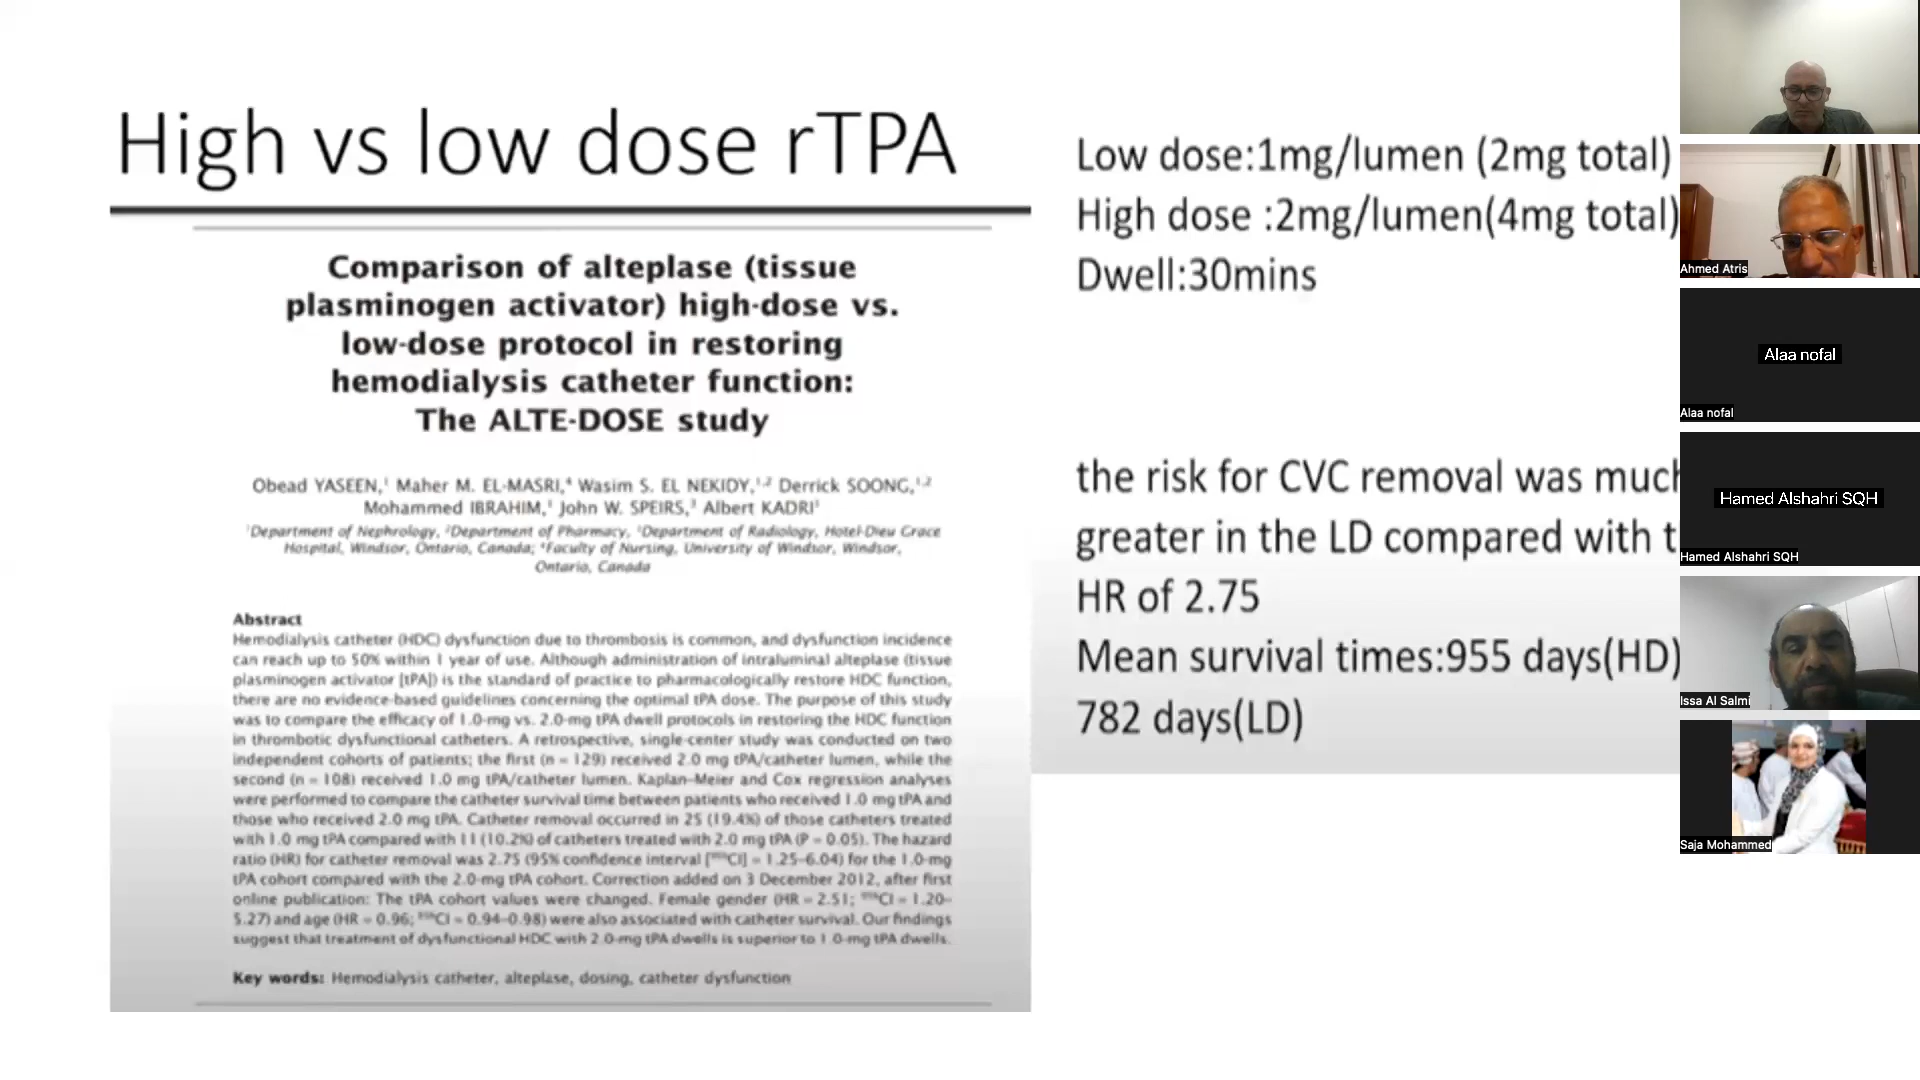 High vs low dose rTPA
Comparison of alteplase (tissue
plasminogen activator) high-dose vs.
low-dose protocol in restoring
hemodialysis catheter function:
The ALTE-DOSE study
Obead YASEEN,¹ Maher M. EL-MASRI,⁴ Wasim S. EL NEKIDY,¹,² Derrick SOONG,¹,²
Mohammed IBRAHIM,¹ John W. SPEIRS,³ Albert KADRI¹
¹Department of Nephrology, ²Department of Pharmacy, ³Department of Radiology, Hotel-Dieu Grace
Hospital, Windsor, Ontario, Canada; ⁴Faculty of Nursing, University of Windsor, Windsor,
Ontario, Canada
Abstract
Hemodialysis catheter (HDC) dysfunction due to thrombosis is common, and dysfunction incidence
can reach up to 50% within 1 year of use. Although administration of intraluminal alteplase (tissue
plasminogen activator [tPA]) is the standard of practice to pharmacologically restore HDC function,
there are no evidence-based guidelines concerning the optimal tPA dose. The purpose of this study
was to compare the efficacy of 1.0-mg vs. 2.0-mg tPA dwell protocols in restoring the HDC function
in thrombotic dysfunctional catheters. A retrospective, single-center study was conducted on two
independent cohorts of patients; the first (n = 129) received 2.0 mg tPA/catheter lumen, while the
second (n = 108) received 1.0 mg tPA/catheter lumen. Kaplan–Meier and Cox regression analyses
were performed to compare the catheter survival time between patients who received 1.0 mg tPA and
those who received 2.0 mg tPA. Catheter removal occurred in 25 (19.4%) of those catheters treated
with 1.0 mg tPA compared with 11 (10.2%) of catheters treated with 2.0 mg tPA (P = 0.05). The hazard
ratio (HR) for catheter removal was 2.75 (95% confidence interval [⁹⁵%CI] = 1.25–6.04) for the 1.0-mg
tPA cohort compared with the 2.0-mg tPA cohort. Correction added on 3 December 2012, after first
online publication: The tPA cohort values were changed. Female gender (HR = 2.51; ⁹⁵%CI = 1.20–
5.27) and age (HR = 0.96; ⁹⁵%CI = 0.94–0.98) were also associated with catheter survival. Our findings
suggest that treatment of dysfunctional HDC with 2.0-mg tPA dwells is superior to 1.0-mg tPA dwells.
Key words: Hemodialysis catheter, alteplase, dosing, catheter dysfunction
Low dose:1mg/lumen (2mg total)
High dose :2mg/lumen(4mg total)
Dwell:30mins
the risk for CVC removal was much
greater in the LD compared with t
HR of 2.75
Mean survival times:955 days(HD)
782 days(LD)
Ahmed Atris
Alaa nofal
Alaa nofal
Hamed Alshahri SQH
Hamed Alshahri SQH
Issa Al Salmi
Saja Mohammed